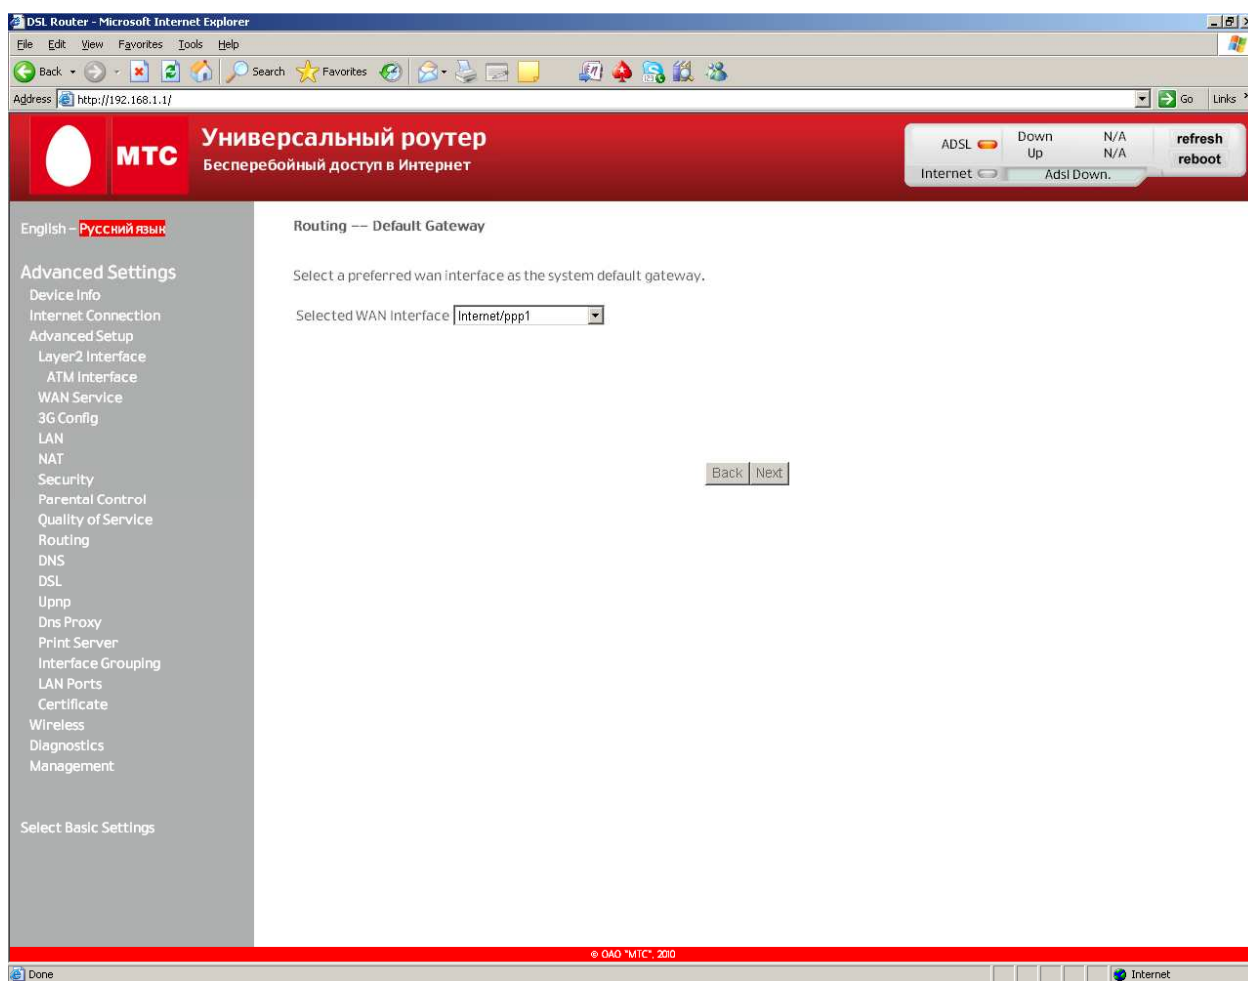 DSL Router - Microsoft Internet Explorer
File Edit View Favorites Tools Help
Back Search Favorites
Address http://192.168.1.1/ Go Links
МТС
Универсальный роутер
Бесперебойный доступ в Интернет
ADSL Down N/A refresh
Up N/A reboot
Internet Adsl Down.
English – Русский язык
Advanced Settings
Device Info
Internet Connection
Advanced Setup
Layer2 Interface
ATM Interface
WAN Service
3G Config
LAN
NAT
Security
Parental Control
Quality of Service
Routing
DNS
DSL
Upnp
Dns Proxy
Print Server
Interface Grouping
LAN Ports
Certificate
Wireless
Diagnostics
Management
Select Basic Settings
Routing -- Default Gateway
Select a preferred wan interface as the system default gateway.
Selected WAN Interface Internet/ppp1
Back Next
© ОАО "МТС", 2010
Done Internet